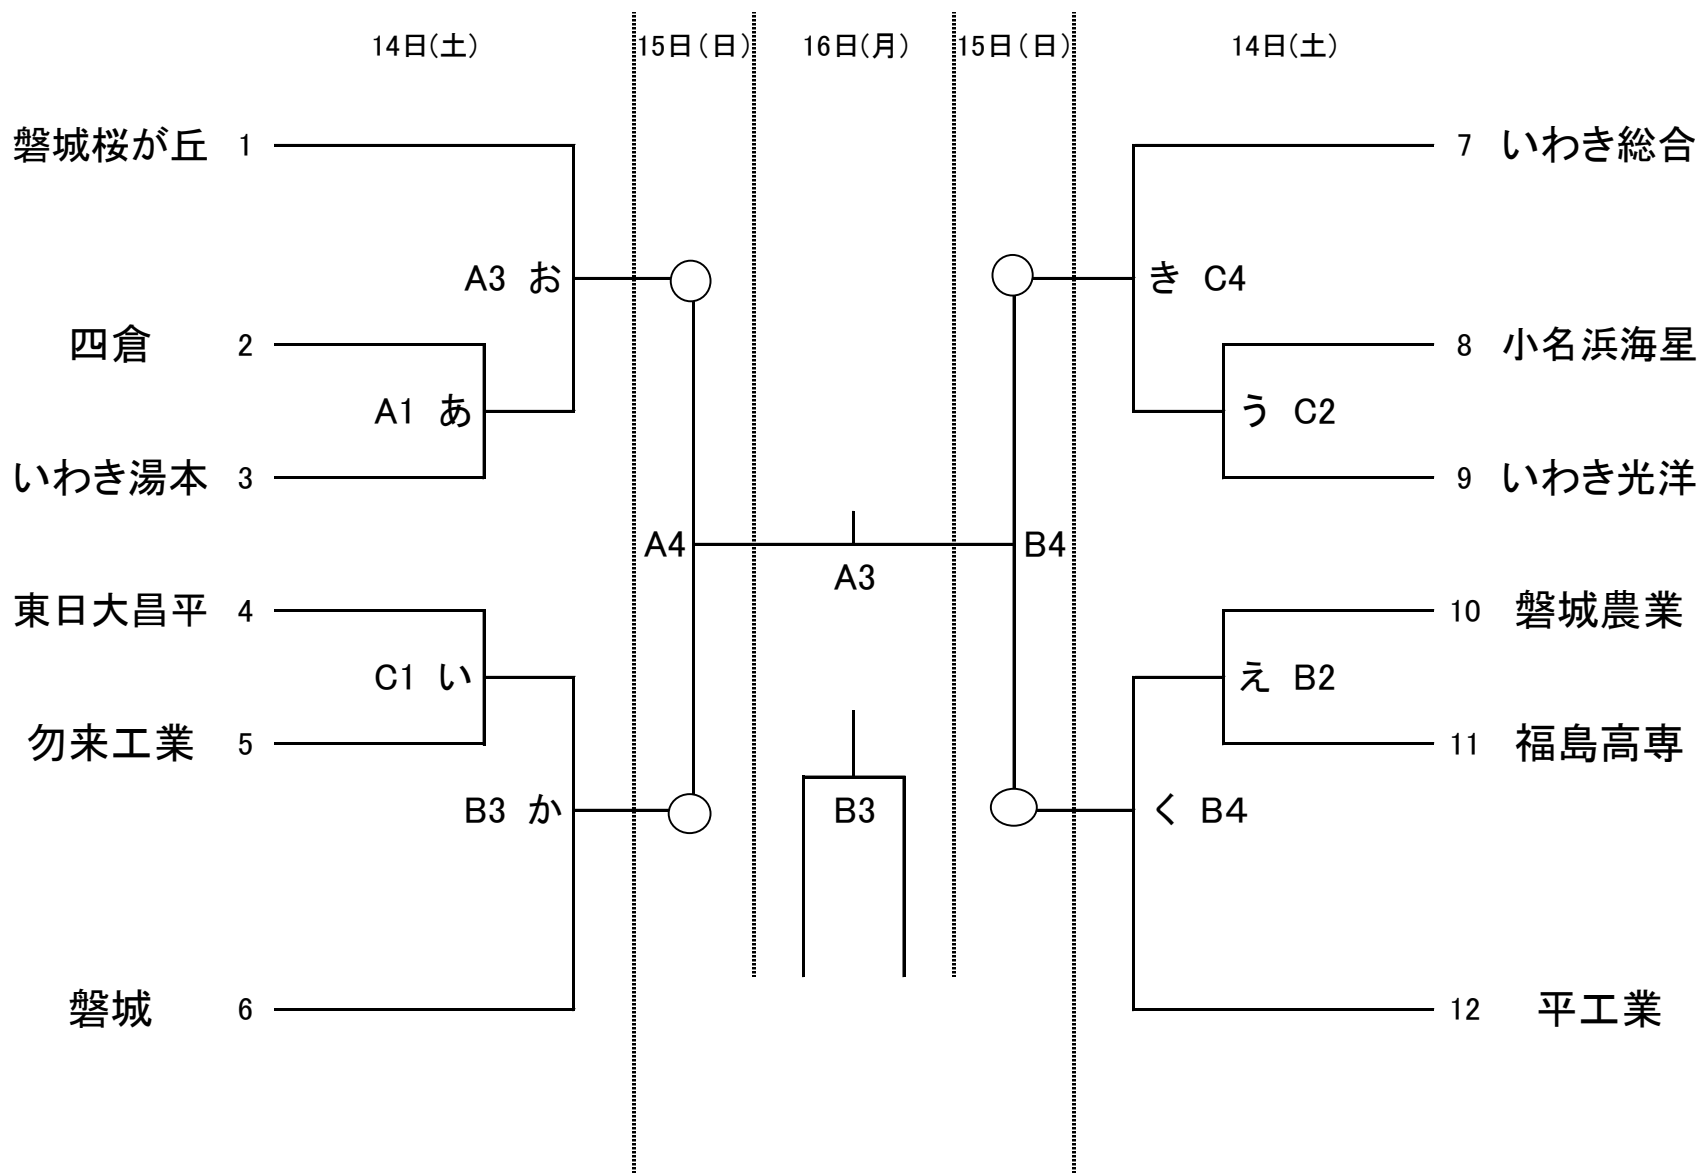 14日(土) 15日(日) 16日(月) 15日(日) 14日(土)
磐城桜が丘 1
7 いわき総合
A3 お
き C4
四倉 2
8 小名浜海星
A1 あ
う C2
いわき湯本 3
9 いわき光洋
A4
B4
A3
東日大昌平 4
10 磐城農業
C1 い
え B2
勿来工業 5
11 福島高専
B3 か
B3
く B4
磐城 6
12 平工業